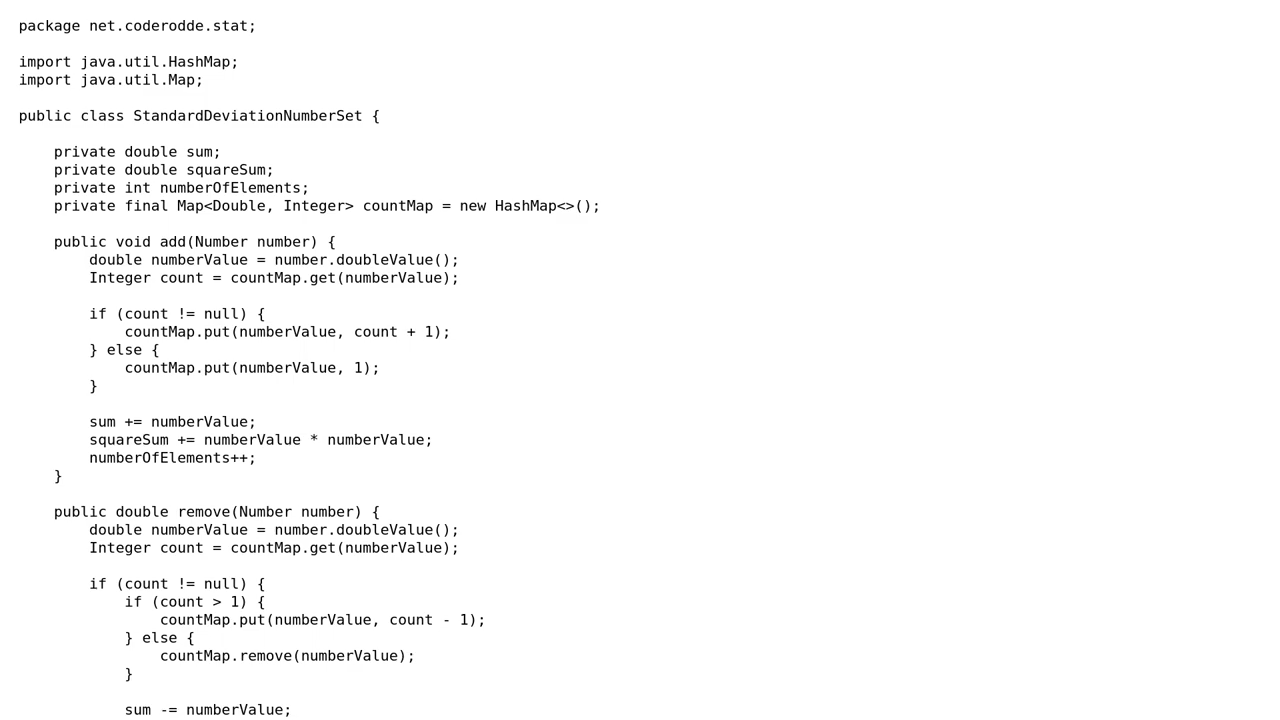 package net.coderodde.stat;

import java.util.HashMap;
import java.util.Map;

public class StandardDeviationNumberSet {

    private double sum;
    private double squareSum;
    private int numberOfElements;
    private final Map<Double, Integer> countMap = new HashMap<>();

    public void add(Number number) {
        double numberValue = number.doubleValue();
        Integer count = countMap.get(numberValue);

        if (count != null) {
            countMap.put(numberValue, count + 1);
        } else {
            countMap.put(numberValue, 1);
        }

        sum += numberValue;
        squareSum += numberValue * numberValue;
        numberOfElements++;
    }

    public double remove(Number number) {
        double numberValue = number.doubleValue();
        Integer count = countMap.get(numberValue);

        if (count != null) {
            if (count > 1) {
                countMap.put(numberValue, count - 1);
            } else {
                countMap.remove(numberValue);
            }

            sum -= numberValue;